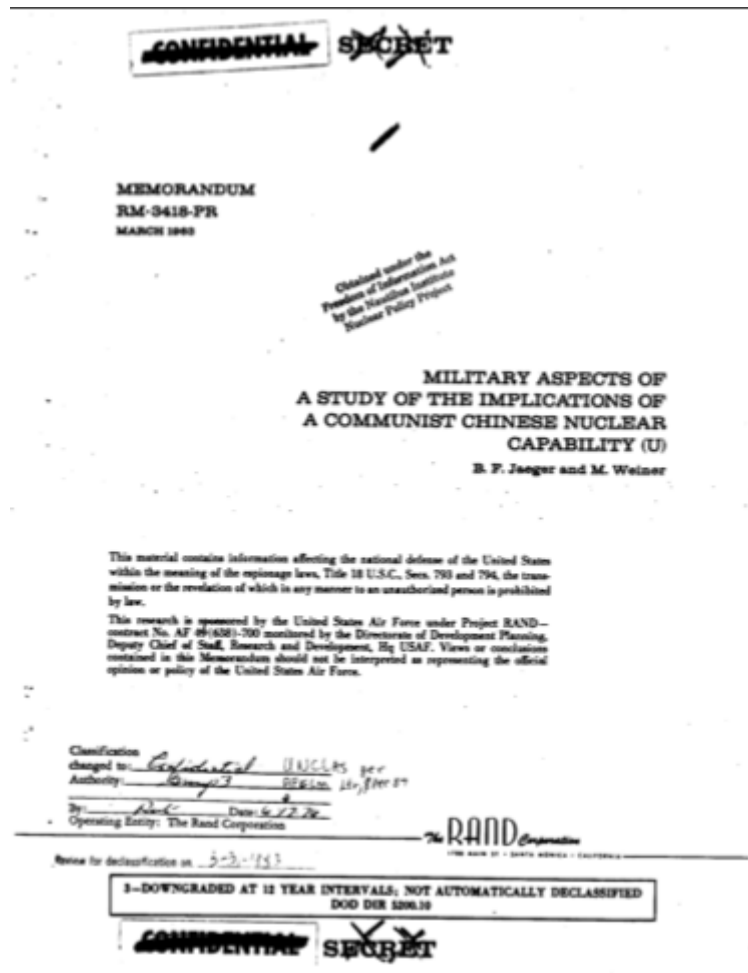 CONFIDENTIAL SECRET
MEMORANDUM
RM-3418-PR
MARCH 1963
Obtained under the
Freedom of Information Act
by the Nautilus Institute
Nuclear Policy Project
MILITARY ASPECTS OF
A STUDY OF THE IMPLICATIONS OF
A COMMUNIST CHINESE NUCLEAR
CAPABILITY (U)
B. F. Jaeger and M. Weiner
This material contains information affecting the national defense of the United States
within the meaning of the espionage laws, Title 18 U.S.C., Secs. 793 and 794, the trans-
mission or the revelation of which in any manner to an unauthorized person is prohibited
by law.
This research is sponsored by the United States Air Force under Project RAND—
contract No. AF 49(638)-700 monitored by the Directorate of Development Planning,
Deputy Chief of Staff, Research and Development, Hq USAF. Views or conclusions
contained in this Memorandum should not be interpreted as representing the official
opinion or policy of the United States Air Force.
Classification
changed to: Confidential UNCLAS per
Authority:
By: Date:
Operating Entity: The Rand Corporation
The RAND Corporation
1700 MAIN ST · SANTA MONICA · CALIFORNIA
Review for declassification on
3—DOWNGRADED AT 12 YEAR INTERVALS; NOT AUTOMATICALLY DECLASSIFIED
DOD DIR 5200.10
CONFIDENTIAL SECRET